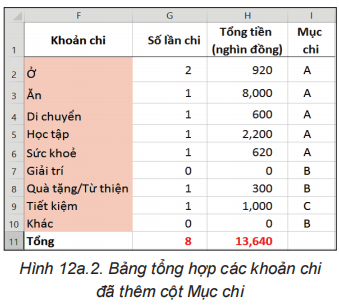 F G H I
1 Khoản chi Số lần chi Tổng tiền (nghìn đồng) Mục chi
2 Ở 2 920 A
3 Ăn 1 8,000 A
4 Di chuyển 1 600 A
5 Học tập 1 2,200 A
6 Sức khoẻ 1 620 A
7 Giải trí 0 0 B
8 Quà tặng/Từ thiện 1 300 B
9 Tiết kiệm 1 1,000 C
10 Khác 0 0 B
11 Tổng 8 13,640
Hình 12a.2. Bảng tổng hợp các khoản chi
đã thêm cột Mục chi